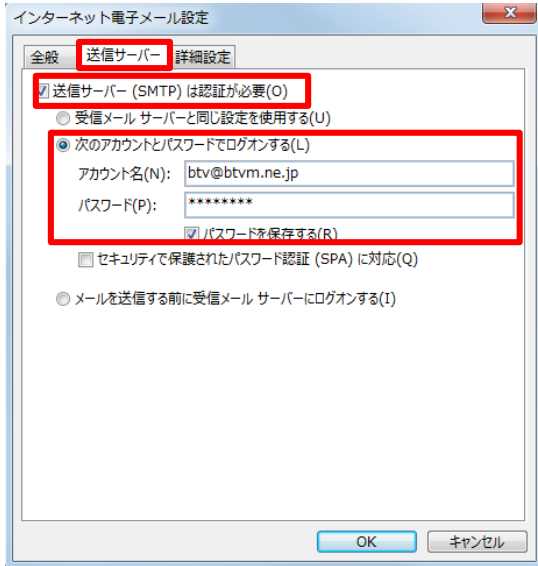 インターネット電子メール設定
全般 送信サーバー 詳細設定
送信サーバー (SMTP) は認証が必要(O)
受信メール サーバーと同じ設定を使用する(U)
次のアカウントとパスワードでログオンする(L)
アカウント名(N): btv@btvm.ne.jp
パスワード(P): ********
パスワードを保存する(R)
セキュリティで保護されたパスワード認証 (SPA) に対応(Q)
メールを送信する前に受信メール サーバーにログオンする(I)
OK キャンセル